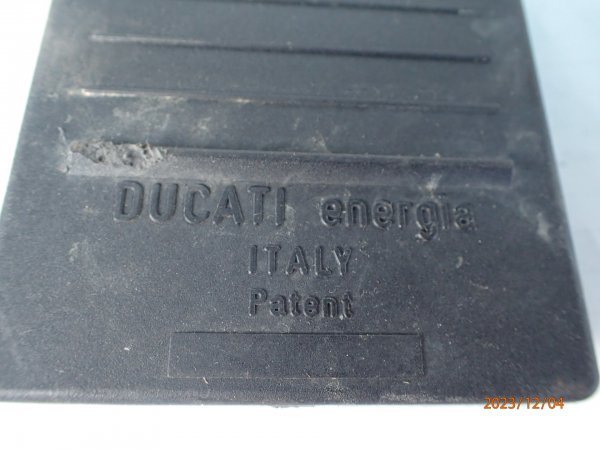 DUCATI energia
ITALY
Patent
2023/12/04